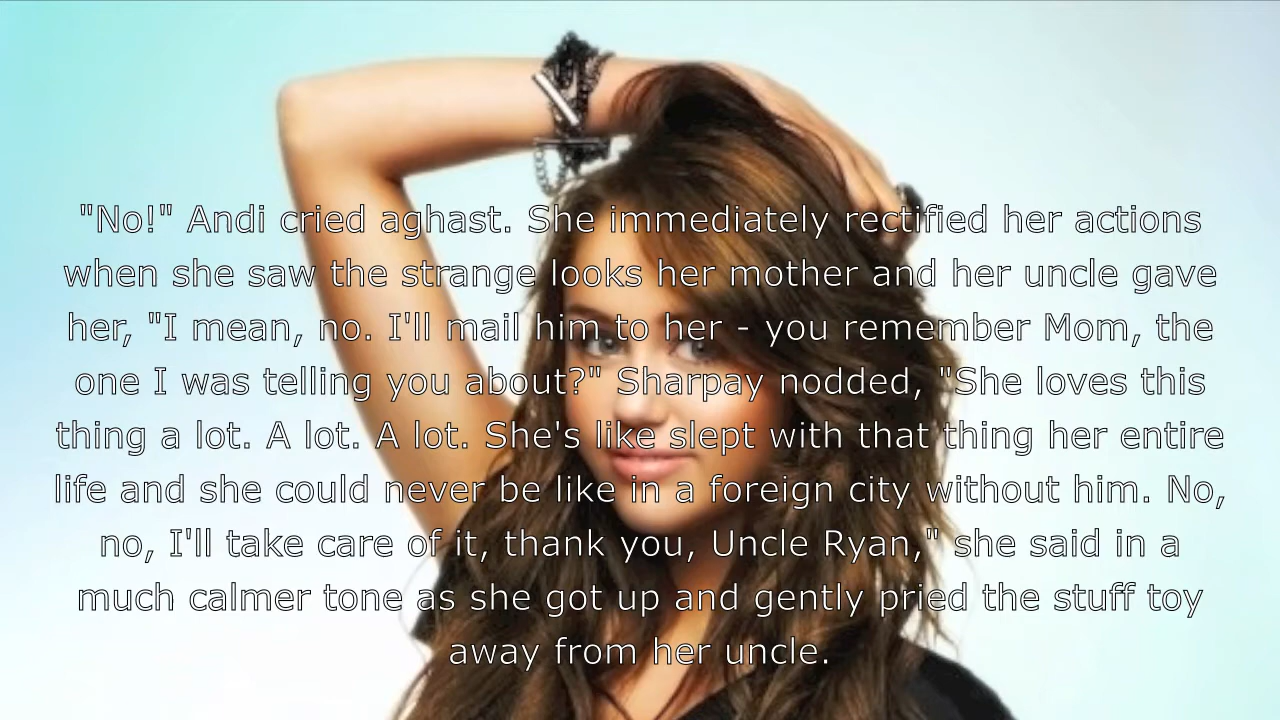 "No!" Andi cried aghast. She immediately rectified her actions
when she saw the strange looks her mother and her uncle gave
her, "I mean, no. I'll mail him to her - you remember Mom, the
one I was telling you about?" Sharpay nodded, "She loves this
thing a lot. A lot. A lot. She's like slept with that thing her entire
life and she could never be like in a foreign city without him. No,
no, I'll take care of it, thank you, Uncle Ryan," she said in a
much calmer tone as she got up and gently pried the stuff toy
away from her uncle.